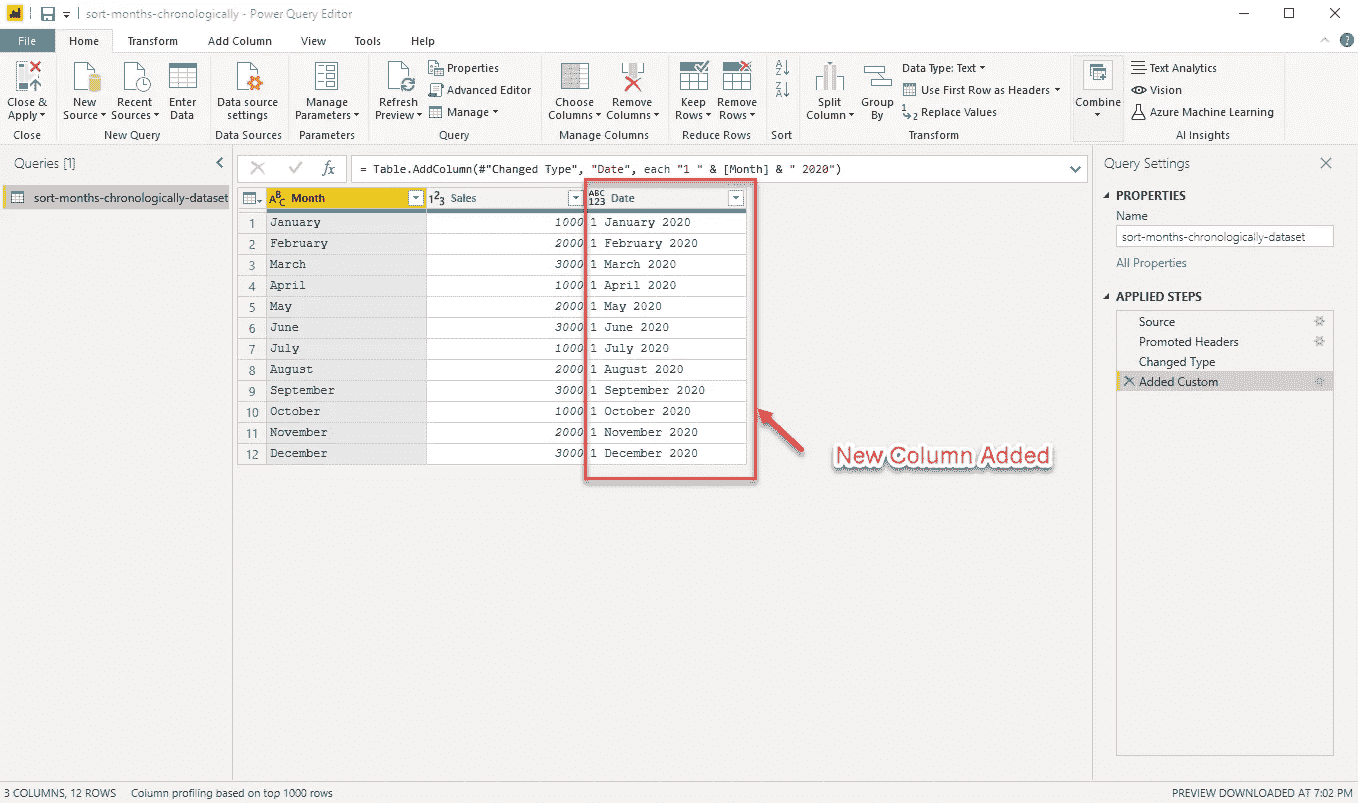 sort-months-chronologically - Power Query Editor
File Home Transform Add Column View Tools Help
Close & Apply
Close
New Source
Recent Sources
Enter Data
New Query
Data source settings
Data Sources
Manage Parameters
Parameters
Refresh Preview
Properties
Advanced Editor
Manage
Query
Choose Columns
Remove Columns
Manage Columns
Keep Rows
Remove Rows
Reduce Rows
Sort
Split Column
Group By
Data Type: Text
Use First Row as Headers
Replace Values
Transform
Combine
Text Analytics
Vision
Azure Machine Learning
AI Insights
Queries [1]
sort-months-chronologically-dataset
fx = Table.AddColumn(#"Changed Type", "Date", each "1 " & [Month] & " 2020")
ABC Month 123 Sales ABC 123 Date
1 January 1000 1 January 2020
2 February 2000 1 February 2020
3 March 3000 1 March 2020
4 April 1000 1 April 2020
5 May 2000 1 May 2020
6 June 3000 1 June 2020
7 July 1000 1 July 2020
8 August 2000 1 August 2020
9 September 3000 1 September 2020
10 October 1000 1 October 2020
11 November 2000 1 November 2020
12 December 3000 1 December 2020
New Column Added
Query Settings
PROPERTIES
Name
sort-months-chronologically-dataset
All Properties
APPLIED STEPS
Source
Promoted Headers
Changed Type
Added Custom
3 COLUMNS, 12 ROWS Column profiling based on top 1000 rows
PREVIEW DOWNLOADED AT 7:02 PM